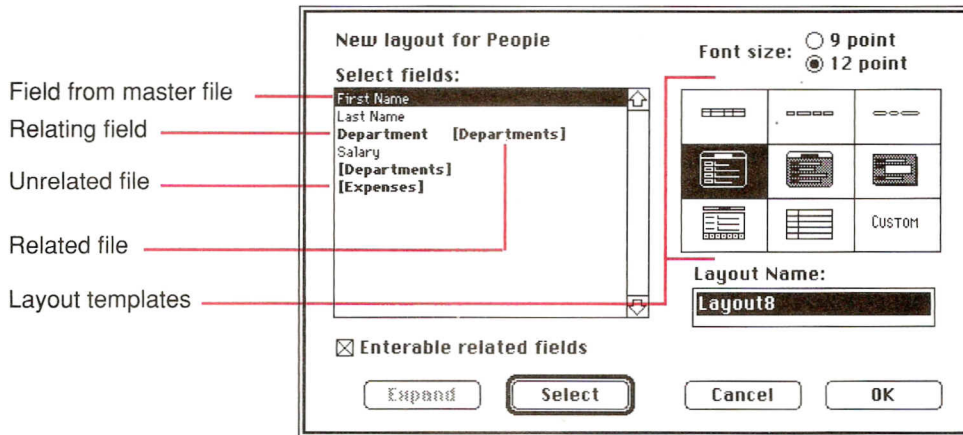 New layout for People
Font size:
9 point
12 point
Select fields:
Field from master file
First Name
Last Name
Relating field
Department [Departments]
Salary
Unrelated file
[Departments]
[Expenses]
CUSTOM
Related file
Layout templates
Layout Name:
Layout8
Enterable related fields
Expand
Select
Cancel
OK